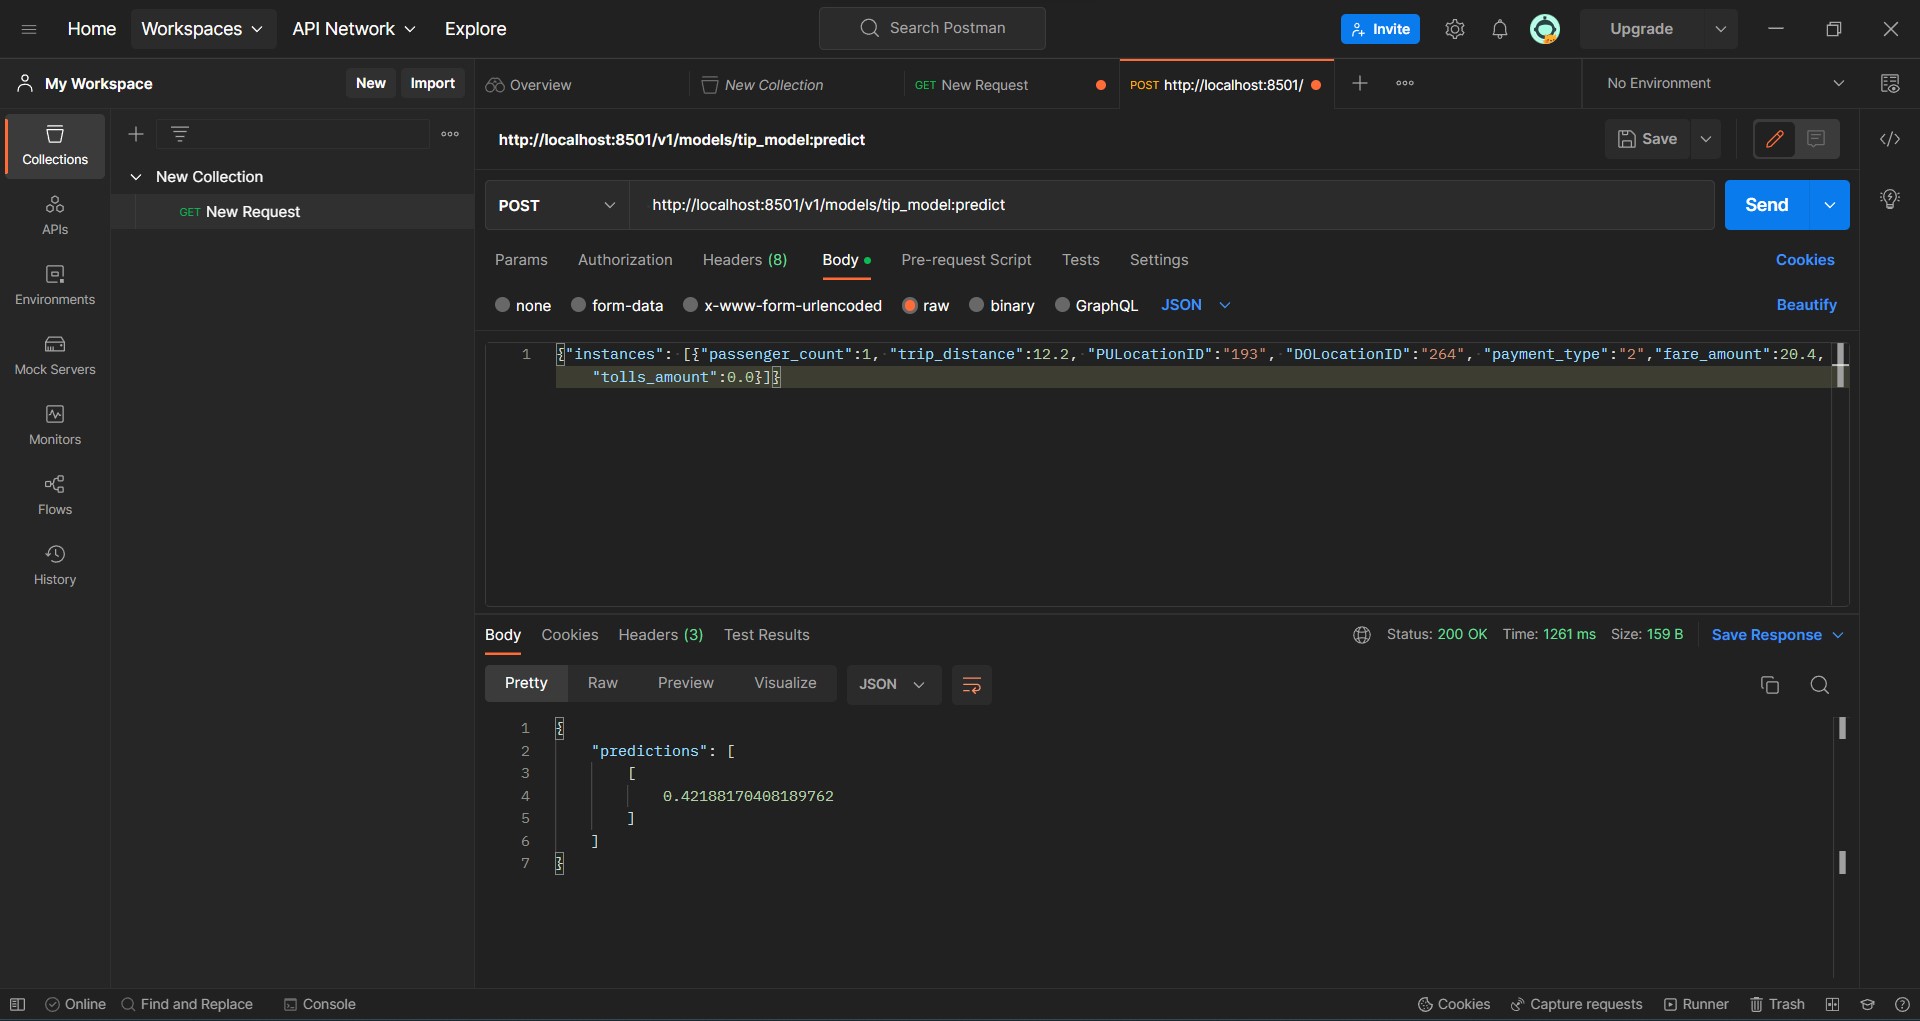 Home Workspaces API Network Explore Search Postman Invite Upgrade
My Workspace New Import Overview New Collection GET New Request POST http://localhost:8501/ No Environment
Collections
APIs
Environments
Mock Servers
Monitors
Flows
History
New Collection
GET New Request
http://localhost:8501/v1/models/tip_model:predict Save
POST http://localhost:8501/v1/models/tip_model:predict Send
Params Authorization Headers (8) Body Pre-request Script Tests Settings Cookies
none form-data x-www-form-urlencoded raw binary GraphQL JSON Beautify
1 {"instances": [{"passenger_count":1, "trip_distance":12.2, "PULocationID":"193", "DOLocationID":"264", "payment_type":"2","fare_amount":20.4,
"tolls_amount":0.0}]}
Body Cookies Headers (3) Test Results Status: 200 OK Time: 1261 ms Size: 159 B Save Response
Pretty Raw Preview Visualize JSON
1 {
2 "predictions": [
3 [
4 0.42188170408189762
5 ]
6 ]
7 }
Online Find and Replace Console Cookies Capture requests Runner Trash